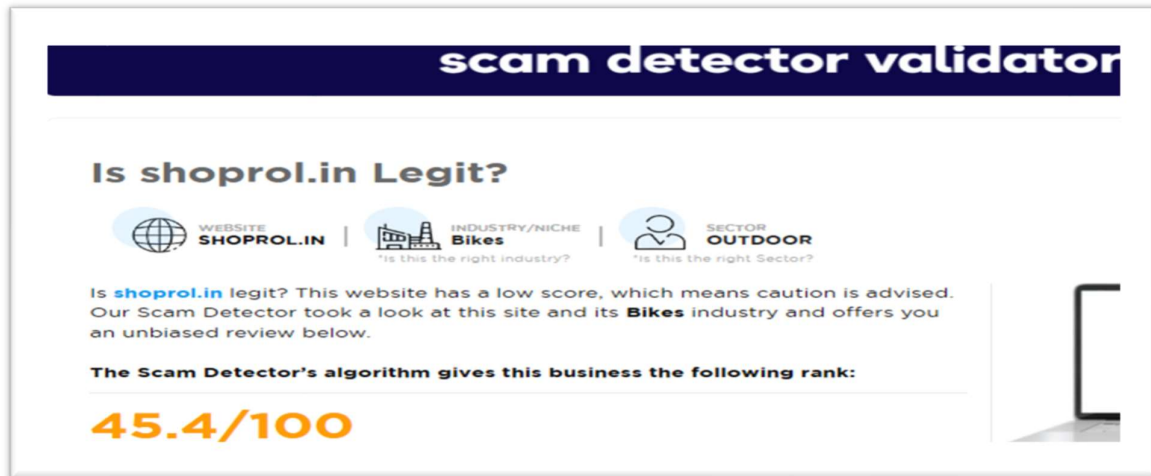 scam detector validator
Is shoprol.in Legit?
WEBSITE
SHOPROL.IN
INDUSTRY/NICHE
Bikes
*Is this the right industry?
SECTOR
OUTDOOR
*Is this the right Sector?
Is shoprol.in legit? This website has a low score, which means caution is advised.
Our Scam Detector took a look at this site and its Bikes industry and offers you
an unbiased review below.
The Scam Detector's algorithm gives this business the following rank:
45.4/100